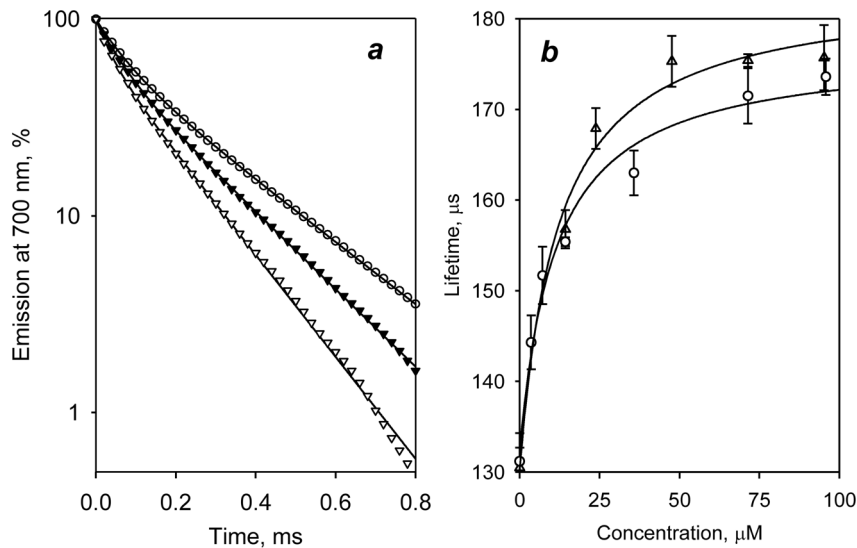 a
100
10
1
Emission at 700 nm, %
0.0 0.2 0.4 0.6 0.8
Time, ms
b
180
170
160
150
140
130
Lifetime, μs
0 25 50 75 100
Concentration, μM